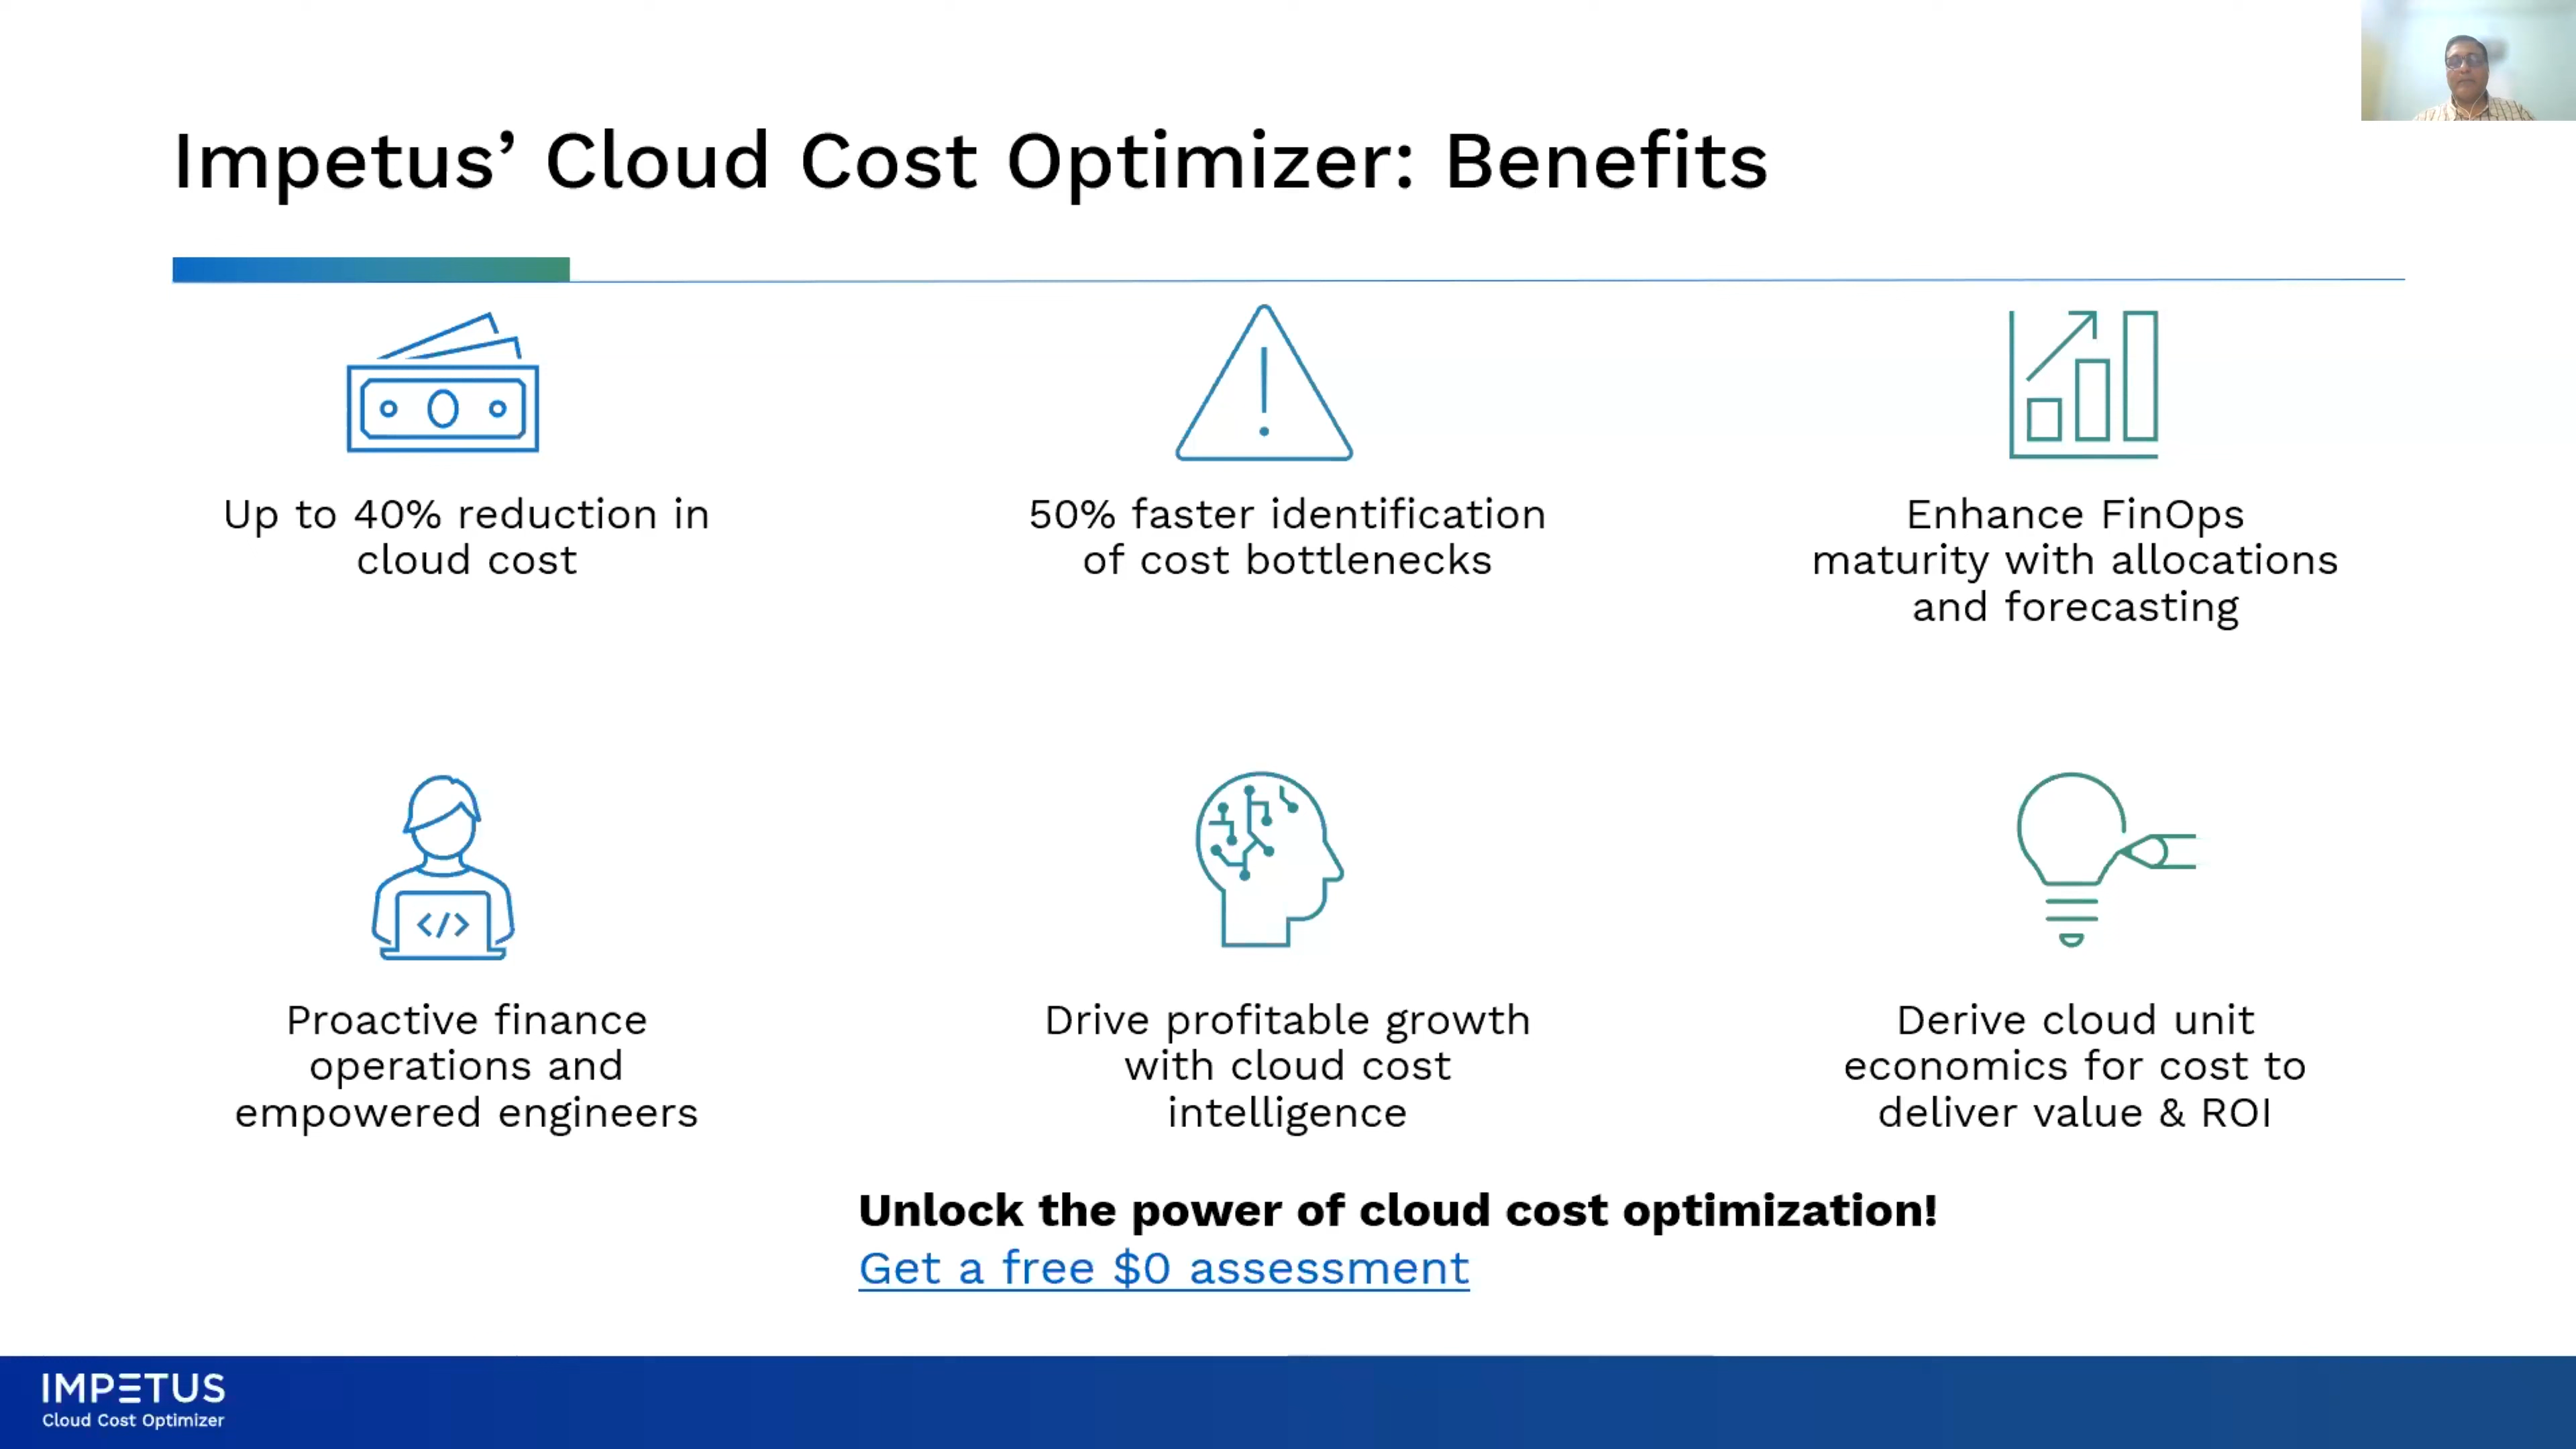 Impetus’ Cloud Cost Optimizer: Benefits
Up to 40% reduction in
cloud cost
50% faster identification
of cost bottlenecks
Enhance FinOps
maturity with allocations
and forecasting
</>
Proactive finance
operations and
empowered engineers
Drive profitable growth
with cloud cost
intelligence
Derive cloud unit
economics for cost to
deliver value & ROI
Unlock the power of cloud cost optimization!
Get a free $0 assessment
IMPETUS
Cloud Cost Optimizer